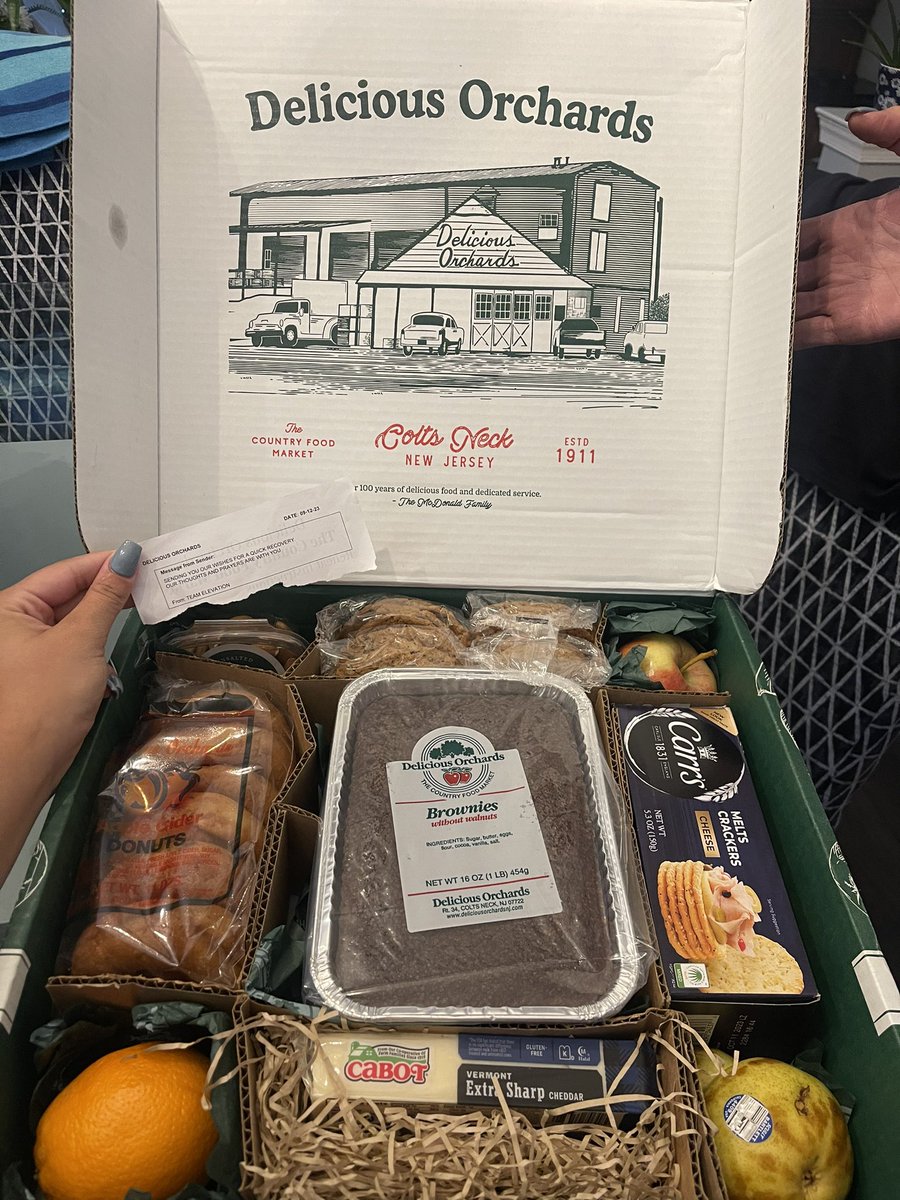 Delicious Orchards
Delicious
Orchards
The
COUNTRY FOOD
MARKET
Colts Neck
NEW JERSEY
ESTD
1911
100 years of delicious food and dedicated service.
- The McDonald Family
DATE: 09-12-23
DELICIOUS ORCHARDS
Message from Sender:
SENDING YOU OUR WISHES FOR A QUICK RECOVERY
OUR THOUGHTS AND PRAYERS ARE WITH YOU
From: TEAM ELEVATION
Orchards
Cider
DONUTS
Delicious Orchards
THE COUNTRY FOOD MARKET
Brownies
without walnuts
INGREDIENTS: Sugar, butter, eggs,
flour, cocoa, vanilla, salt.
NET WT 16 OZ (1 LB) 454g
Delicious Orchards
Rt. 34, COLTS NECK, NJ 07722
www.deliciousorchardsnj.com
Carr's
1831
MELTS
CRACKERS
CHEESE
NET WT
5.3 OZ (150g)
CABOT
GLUTEN-
FREE
VERMONT
Extra Sharp CHEDDAR
BARTLETT